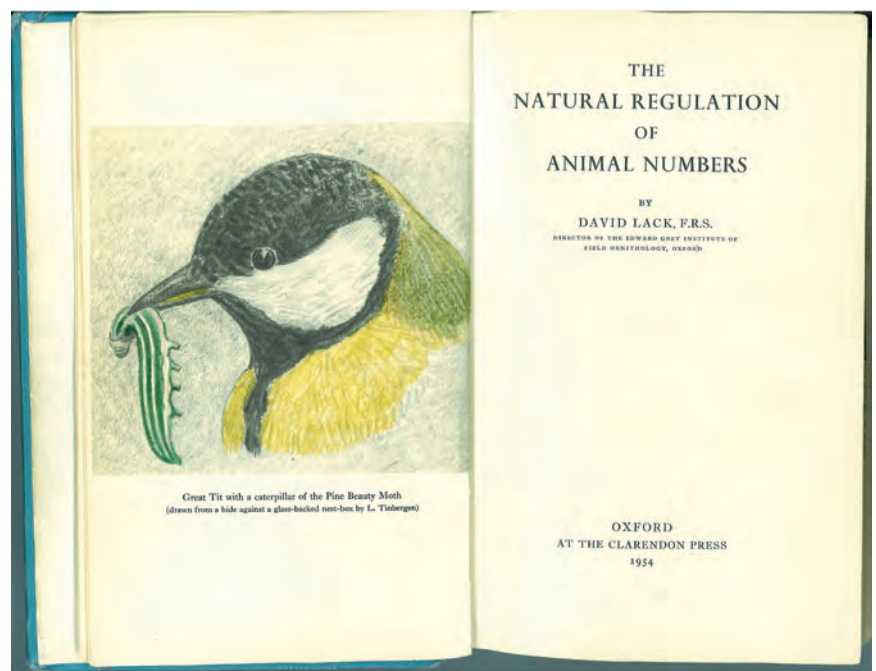 Great Tit with a caterpillar of the Pine Beauty Moth
(drawn from a hide against a glass-backed nest-box by L. Tinbergen)
THE
NATURAL REGULATION
OF
ANIMAL NUMBERS
BY
DAVID LACK, F.R.S.
DIRECTOR OF THE EDWARD GREY INSTITUTE OF
FIELD ORNITHOLOGY, OXFORD
OXFORD
AT THE CLARENDON PRESS
1954